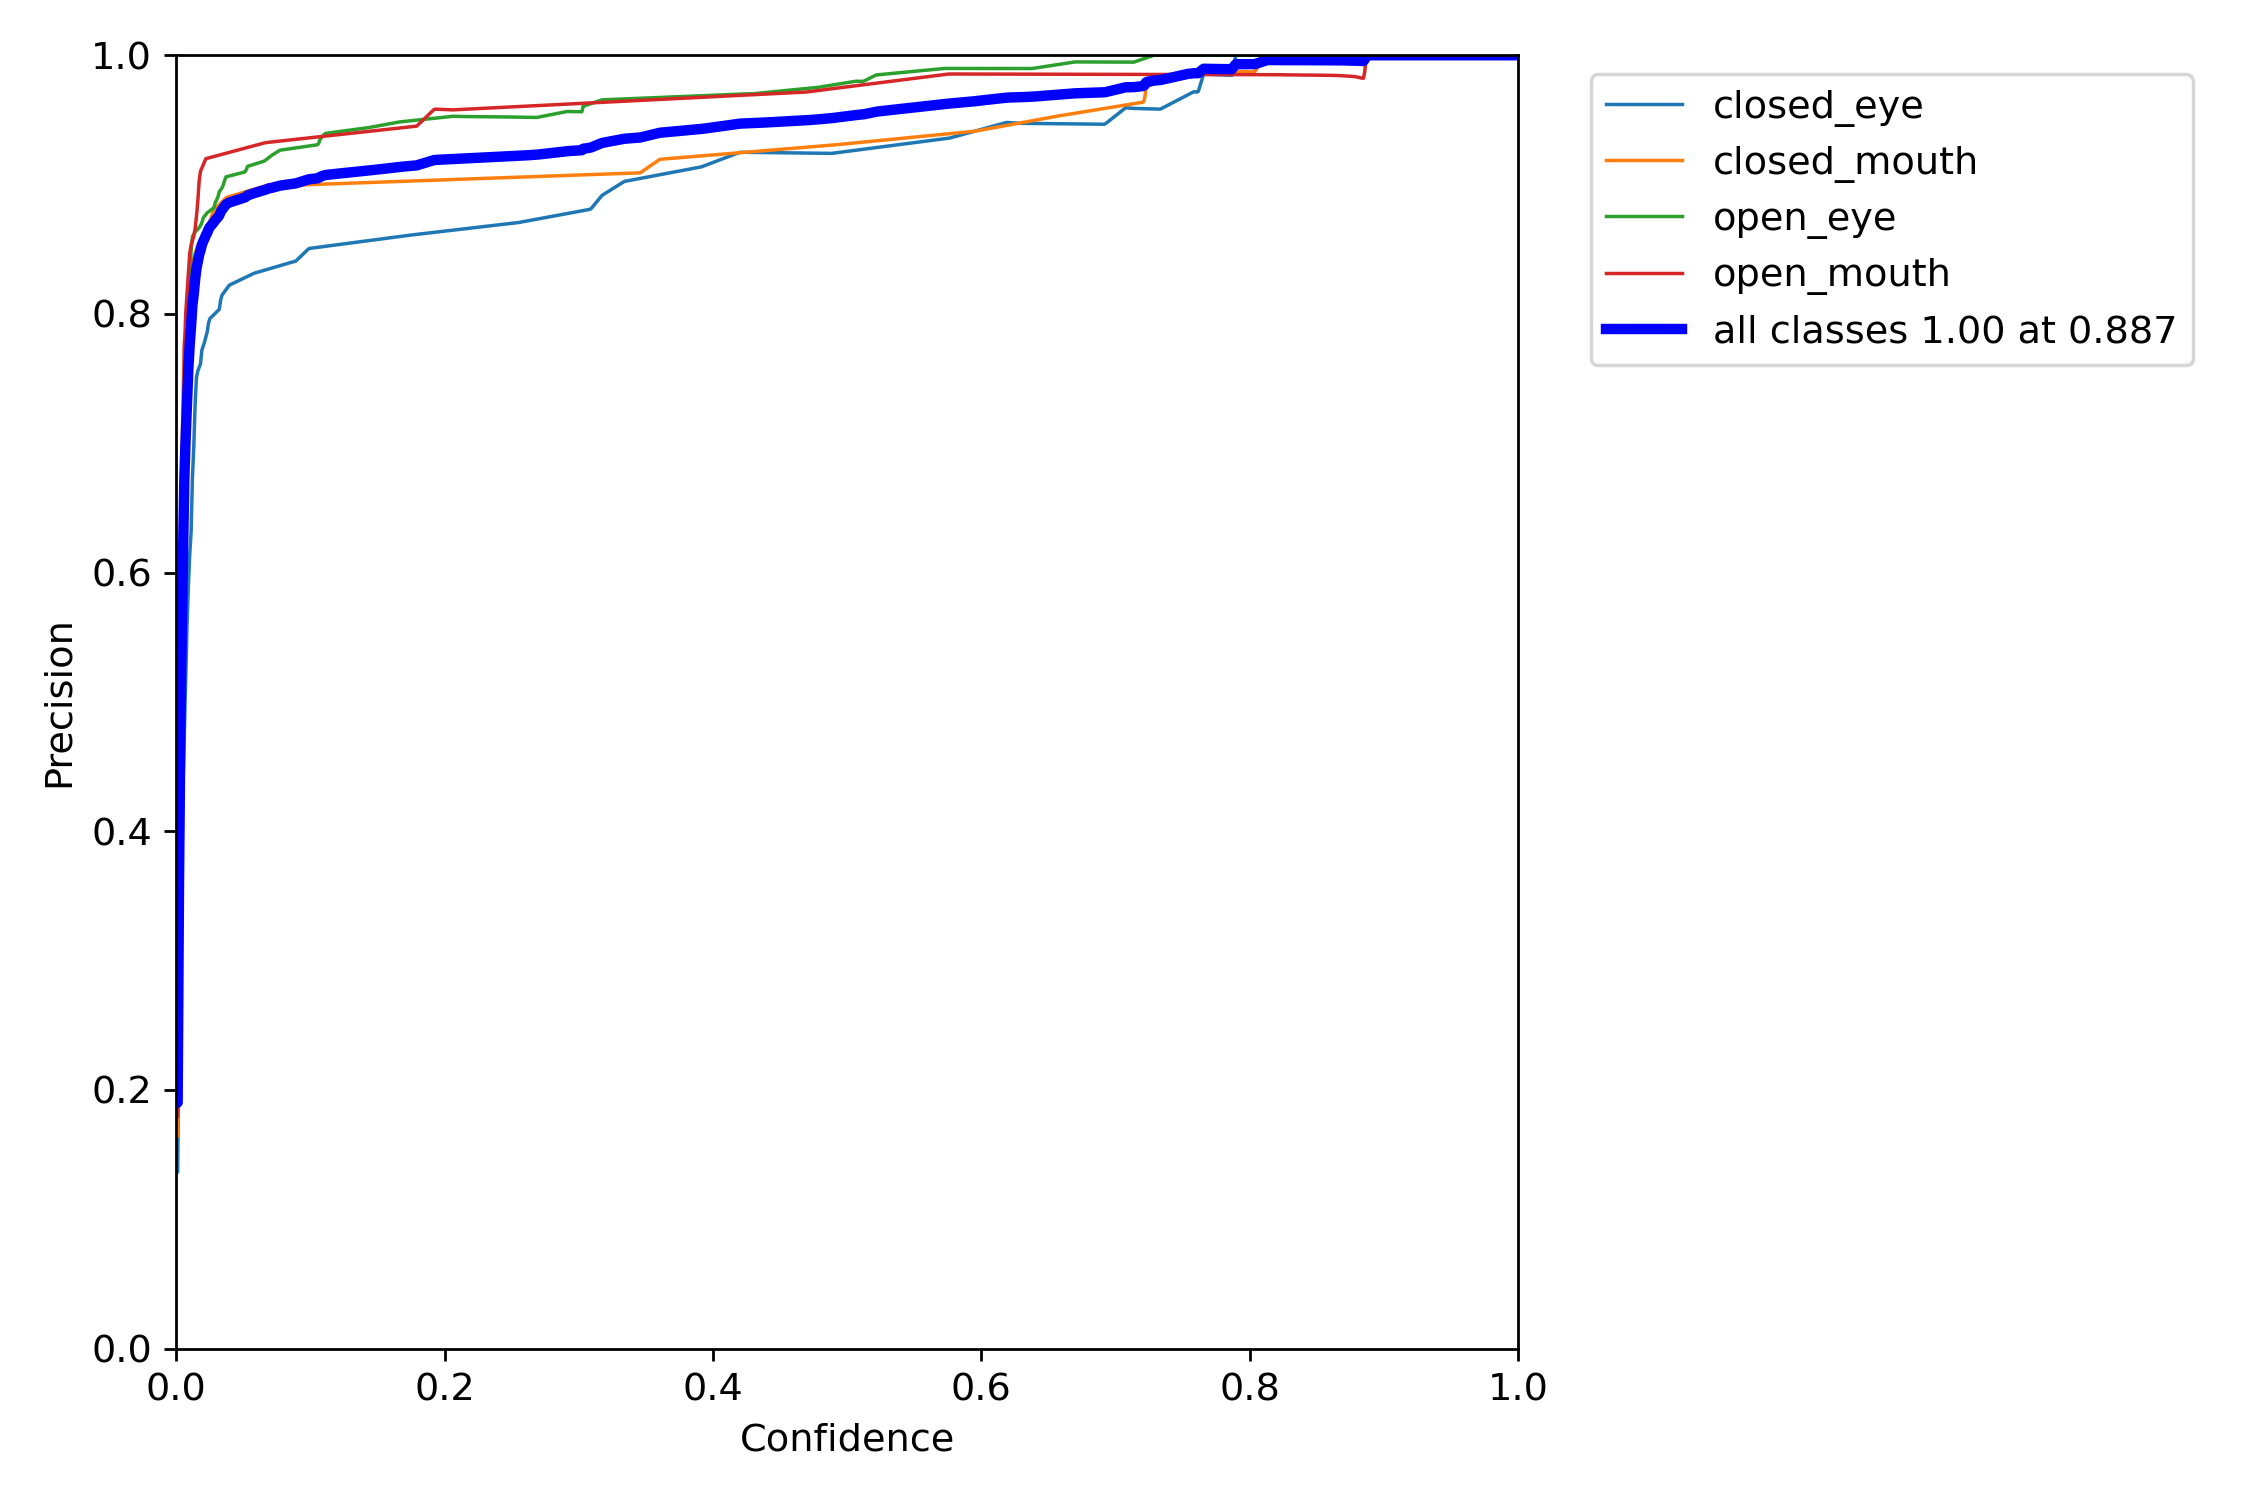 1.0
0.8
0.6
0.4
0.2
0.0
Precision
0.0 0.2 0.4 0.6 0.8 1.0
Confidence
closed_eye
closed_mouth
open_eye
open_mouth
all classes 1.00 at 0.887